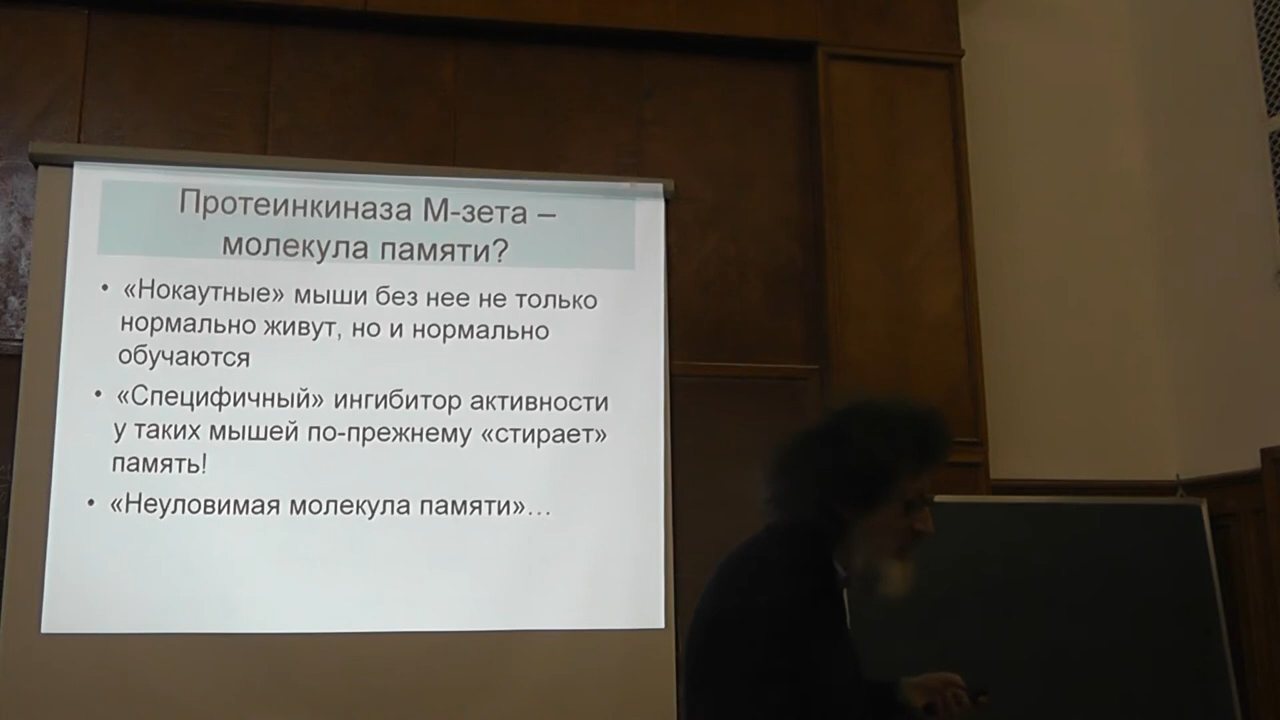 Протеинкиназа М-зета –
молекула памяти?
• «Нокаутные» мыши без нее не только
нормально живут, но и нормально
обучаются
• «Специфичный» ингибитор активности
у таких мышей по-прежнему «стирает»
память!
• «Неуловимая молекула памяти»...